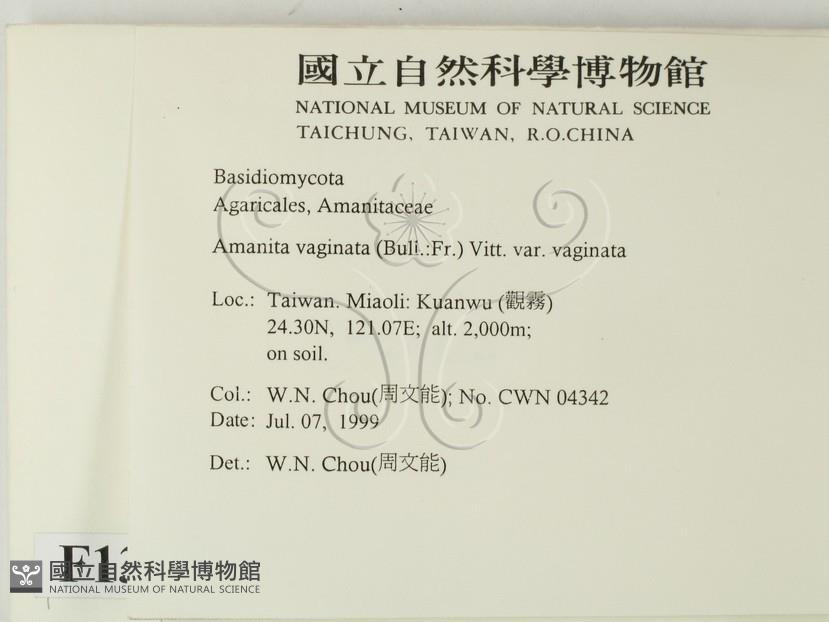 國立自然科學博物館
NATIONAL MUSEUM OF NATURAL SCIENCE
TAICHUNG, TAIWAN, R.O.CHINA
Basidiomycota
Agaricales, Amanitaceae
Amanita vaginata (Bull.:Fr.) Vitt. var. vaginata
Loc.: Taiwan. Miaoli: Kuanwu (觀霧)
24.30N, 121.07E; alt. 2,000m;
on soil.
Col.: W.N. Chou(周文能); No. CWN 04342
Date: Jul. 07, 1999
Det.: W.N. Chou(周文能)
國立自然科學博物館
NATIONAL MUSEUM OF NATURAL SCIENCE